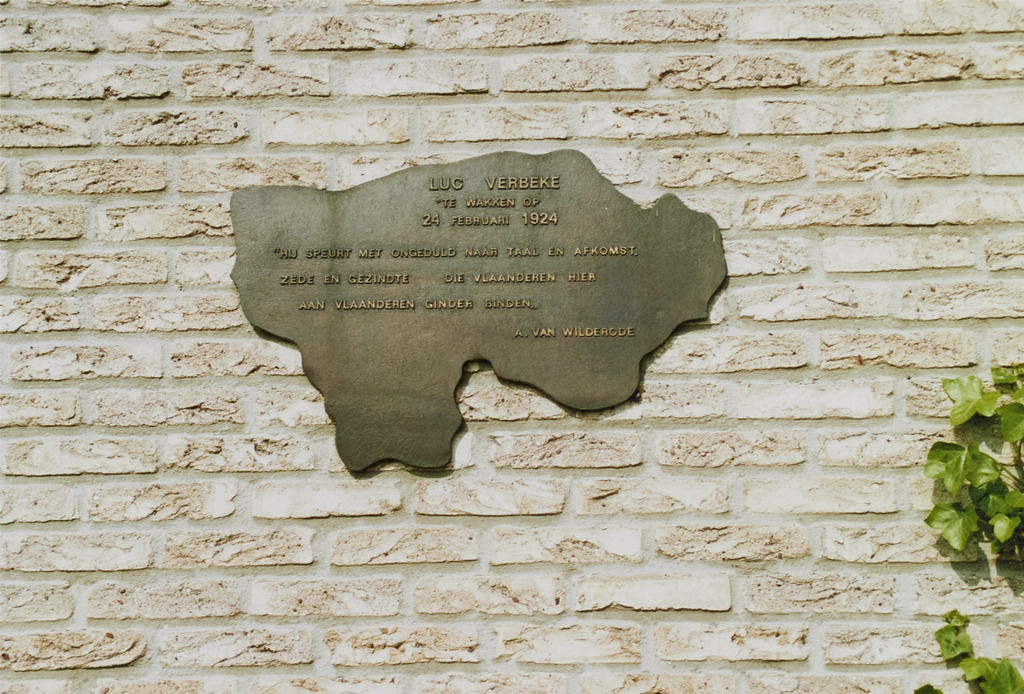 LUC VERBEKE
°TE WAKKEN OP
24 FEBRUARI 1924
"HIJ SPEURT MET ONGEDULD NAAR TAAL EN AFKOMST,
ZEDE EN GEZINDTE DIE VLAANDEREN HIER
AAN VLAANDEREN GINDER BINDEN„
A. VAN WILDERODE